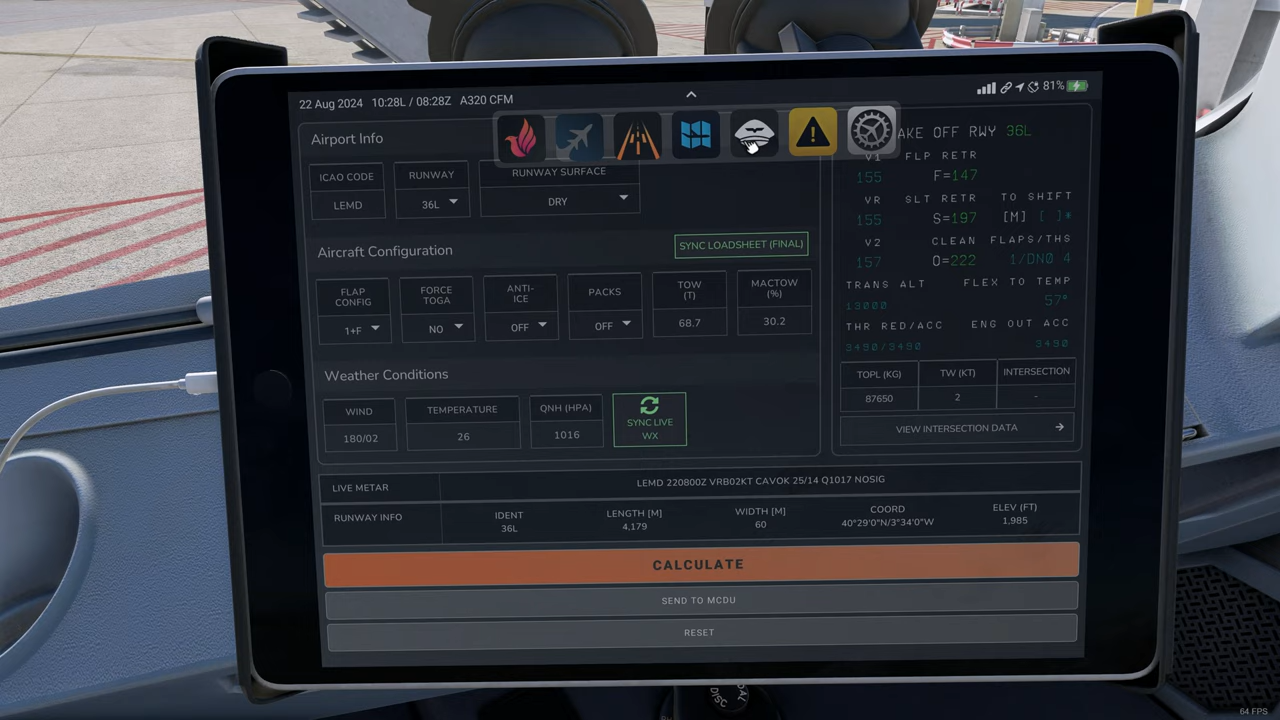 22 Aug 2024 10:28L / 08:28Z A320 CFM
81%
Airport Info
ICAO CODE
LEMD
RUNWAY
36L
RUNWAY SURFACE
DRY
Aircraft Configuration
SYNC LOADSHEET (FINAL)
FLAP CONFIG
1+F
FORCE TOGA
NO
ANTI-ICE
OFF
PACKS
OFF
TOW (T)
68.7
MACTOW (%)
30.2
Weather Conditions
WIND
180/02
TEMPERATURE
26
QNH (HPA)
1016
SYNC LIVE WX
AKE OFF RWY 36L
V1 FLP RETR
155 F=147
VR SLT RETR TO SHIFT
155 S=197 [M] [ ]*
V2 CLEAN FLAPS/THS
157 O=222 1/DN0 4
TRANS ALT FLEX TO TEMP
13000 57°
THR RED/ACC ENG OUT ACC
3490/3490 3490
TOPL (KG) TW (KT) INTERSECTION
87650 2 -
VIEW INTERSECTION DATA
LIVE METAR LEMD 220800Z VRB02KT CAVOK 25/14 Q1017 NOSIG
RUNWAY INFO
IDENT LENGTH [M] WIDTH [M] COORD ELEV (FT)
36L 4,179 60 40°29'0"N/3°34'0"W 1,985
CALCULATE
SEND TO MCDU
RESET
64 FPS